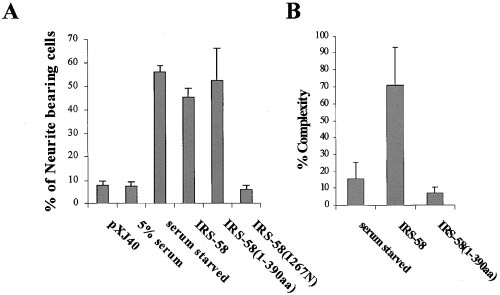 A
B
% of Neurite bearing cells
70
60
50
40
30
20
10
0
pXJ40
5% serum
serum starved
IRS-58
IRS-58(1-390aa)
IRS-58(I267N)
% Complexity
100
90
80
70
60
50
40
30
20
10
0
serum starved
IRS-58
IRS-58(1-390aa)